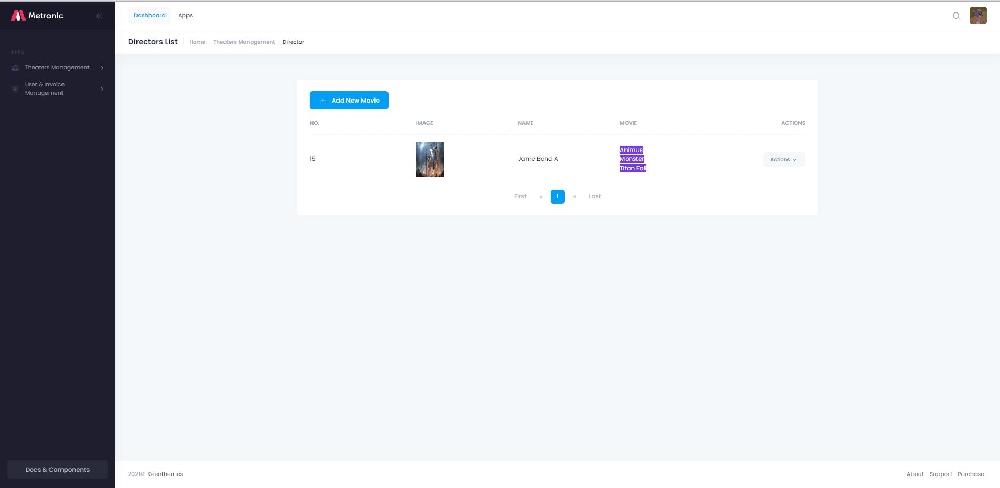 Metronic
Dashboard
Apps
Directors List
Home - Theaters Management - Director
APPS
Theaters Management
User & Invoice
Management
+ Add New Movie
NO.
IMAGE
NAME
MOVIE
ACTIONS
15
Jame Bond A
Animus
Monster
Titan Fall
Actions
First « 1 » Last
Docs & Components
2021© Keenthemes
About Support Purchase